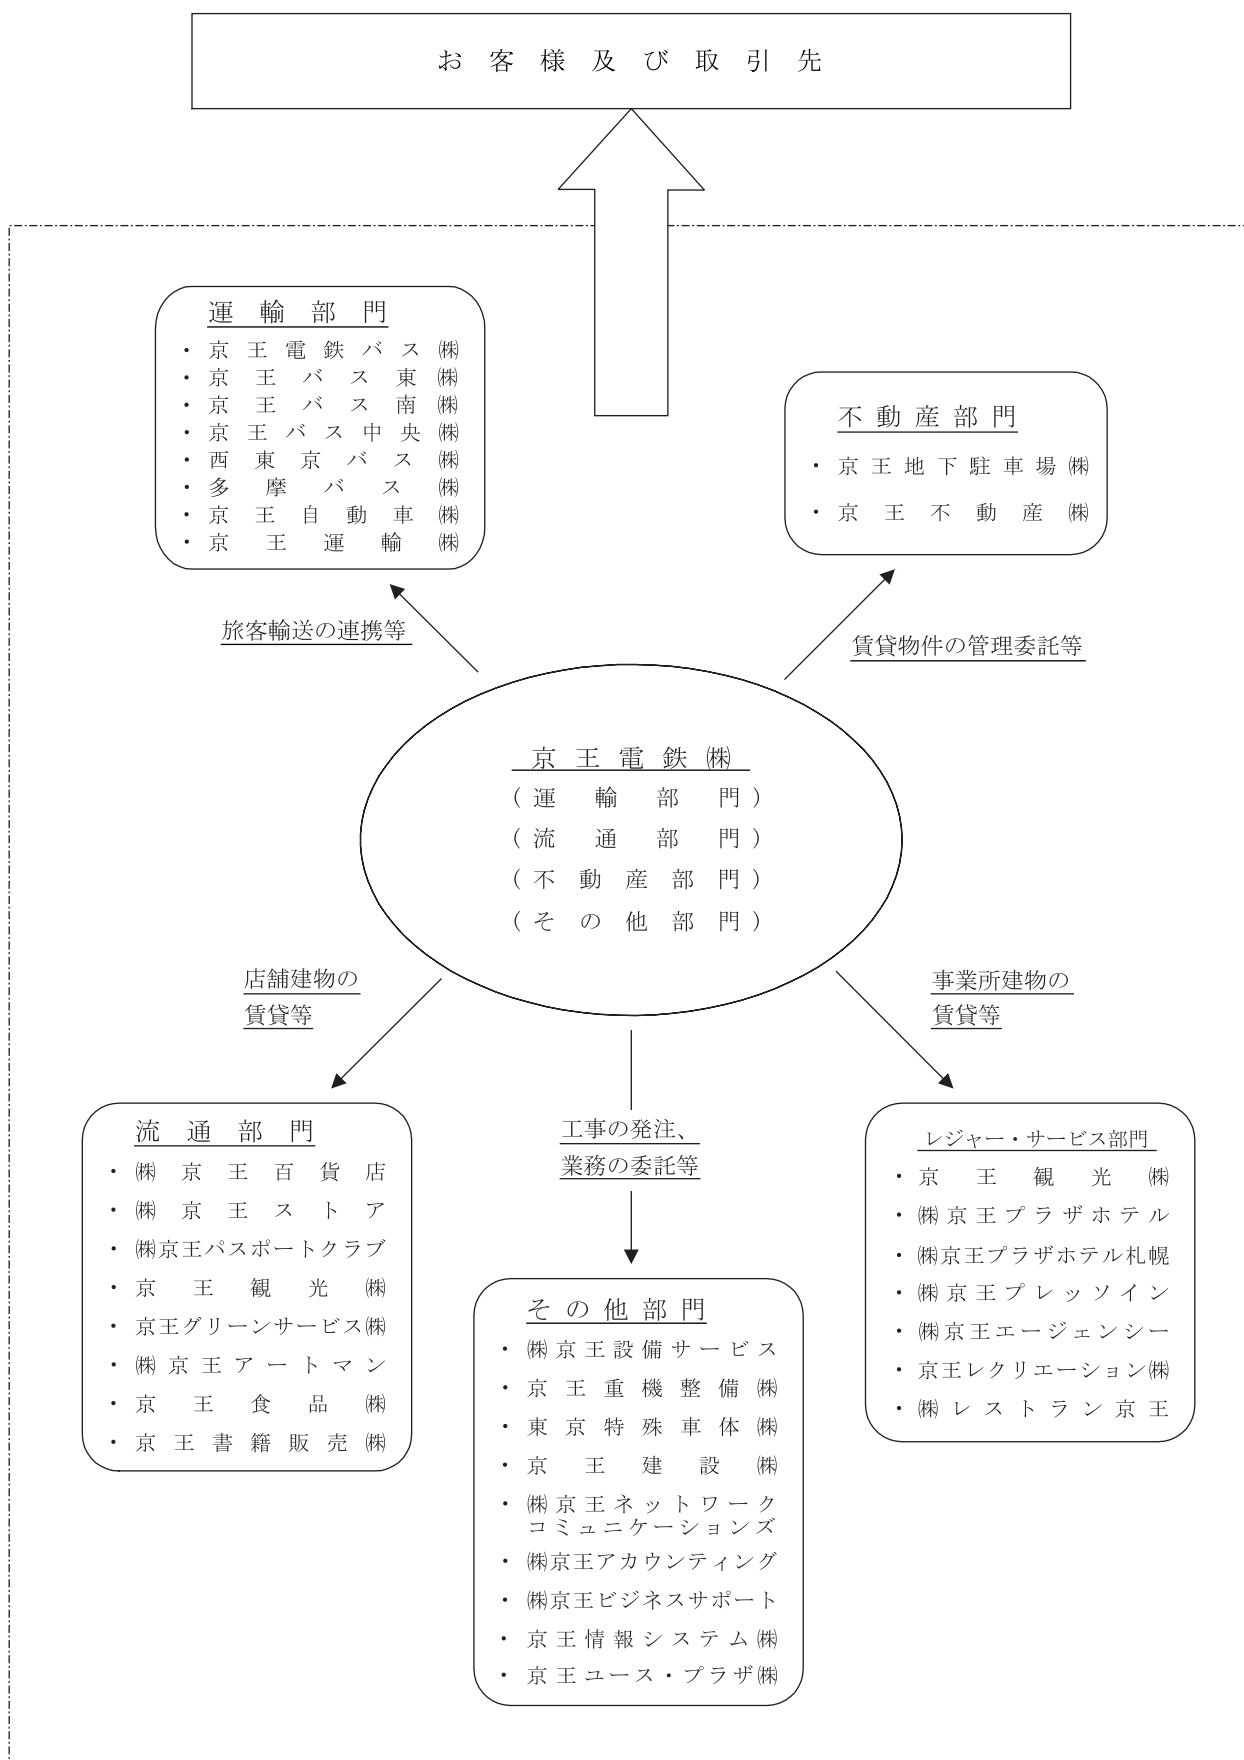 お客様及び取引先
運輸部門
・京王電鉄バス㈱
・京王バス東㈱
・京王バス南㈱
・京王バス中央㈱
・西東京バス㈱
・多摩バス㈱
・京王自動車㈱
・京王運輸㈱
不動産部門
・京王地下駐車場㈱
・京王不動産㈱
旅客輸送の連携等
賃貸物件の管理委託等
京王電鉄㈱
(運輸部門)
(流通部門)
(不動産部門)
(その他部門)
店舗建物の
賃貸等
事業所建物の
賃貸等
工事の発注、
業務の委託等
流通部門
・㈱京王百貨店
・㈱京王ストア
・㈱京王パスポートクラブ
・京王観光㈱
・京王グリーンサービス㈱
・㈱京王アートマン
・京王食品㈱
・京王書籍販売㈱
その他部門
・㈱京王設備サービス
・京王重機整備㈱
・東京特殊車体㈱
・京王建設㈱
・㈱京王ネットワーク
コミュニケーションズ
・㈱京王アカウンティング
・㈱京王ビジネスサポート
・京王情報システム㈱
・京王ユース・プラザ㈱
レジャー・サービス部門
・京王観光㈱
・㈱京王プラザホテル
・㈱京王プラザホテル札幌
・㈱京王プレッソイン
・㈱京王エージェンシー
・京王レクリエーション㈱
・㈱レストラン京王